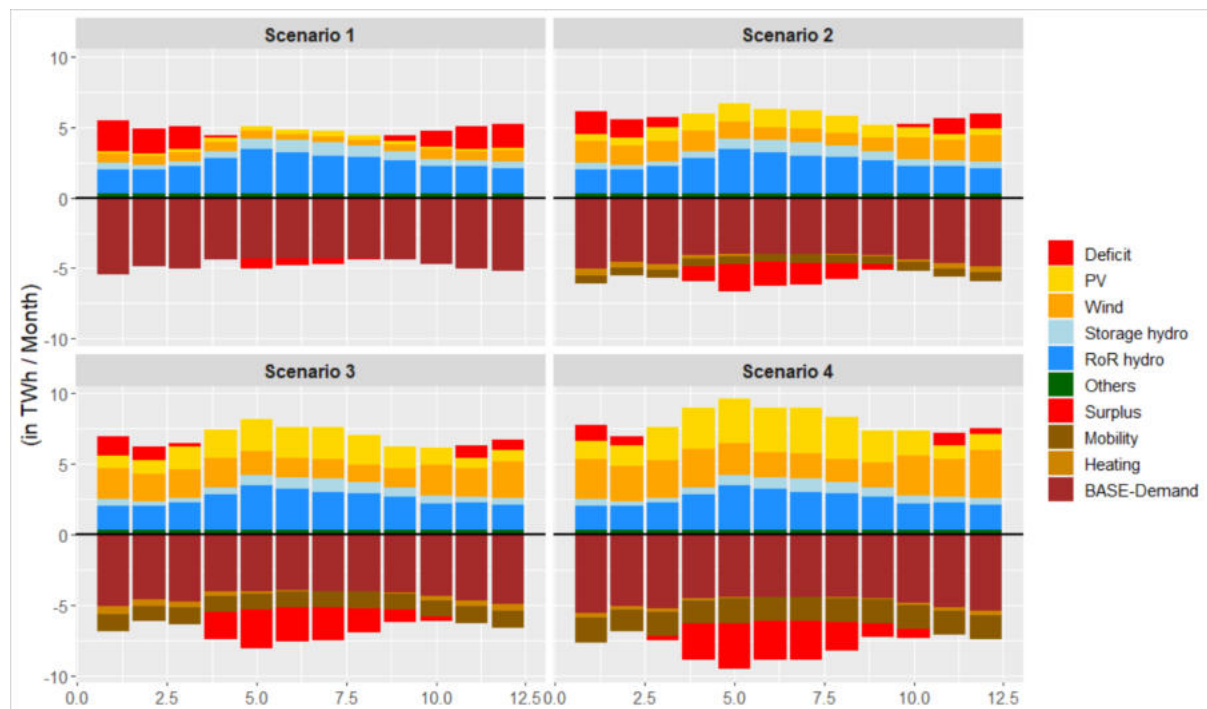 Scenario 1
Scenario 2
10
5
0
-5
-10
Scenario 3
Scenario 4
10
5
0
-5
-10
0.0 2.5 5.0 7.5 10.0 12.5 0.0 2.5 5.0 7.5 10.0 12.5
(in TWh / Month)
Deficit
PV
Wind
Storage hydro
RoR hydro
Others
Surplus
Mobility
Heating
BASE-Demand